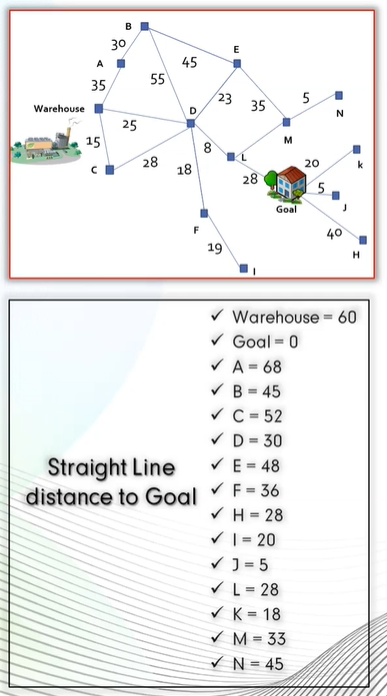 B
30
A
45
E
55
35
Warehouse
25
D
23
35
5
N
M
15
C
28
18
8
L
20
k
28
5
J
Goal
40
H
F
19
I
Straight Line
distance to Goal
✓ Warehouse = 60
✓ Goal = 0
✓ A = 68
✓ B = 45
✓ C = 52
✓ D = 30
✓ E = 48
✓ F = 36
✓ H = 28
✓ I = 20
✓ J = 5
✓ L = 28
✓ K = 18
✓ M = 33
✓ N = 45